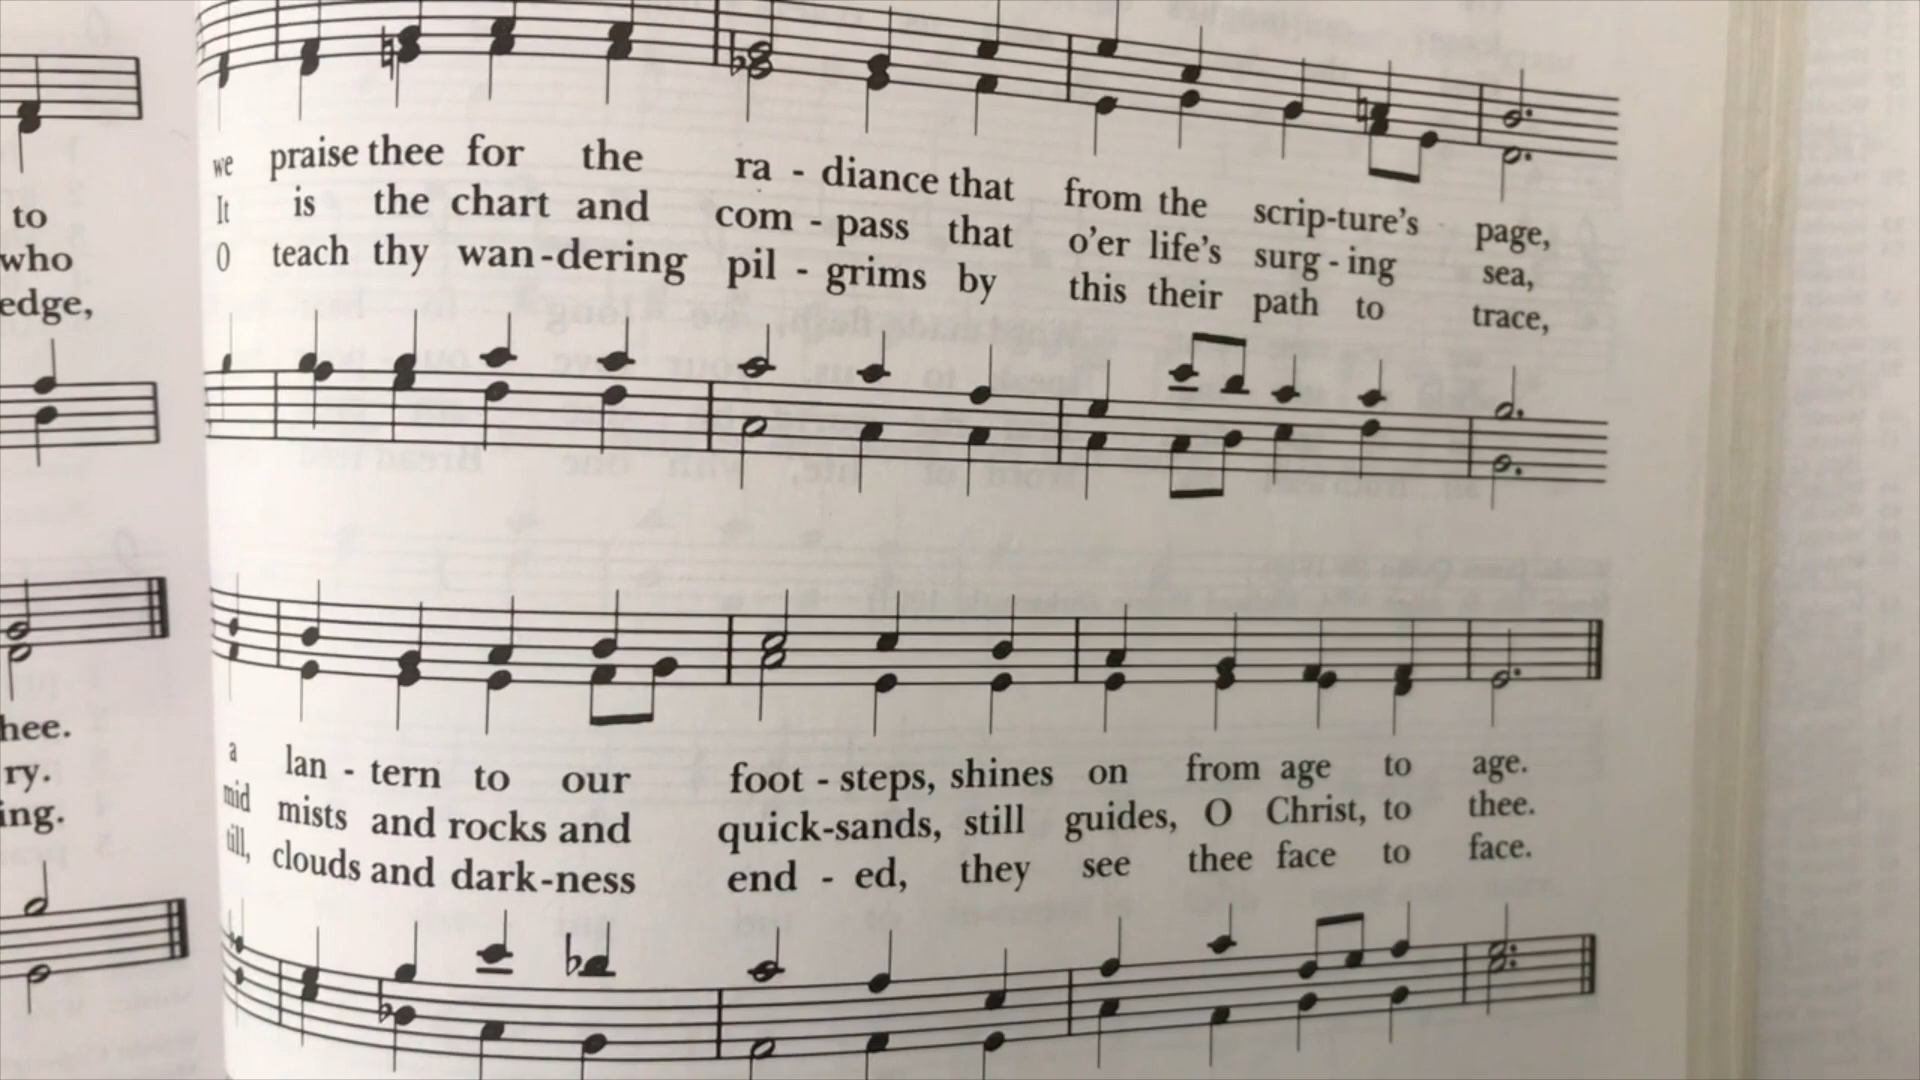 to
who
edge,
hee.
ry.
ing.
we praise thee for the ra - diance that from the scrip-ture's page,
It is the chart and com - pass that o'er life's surg - ing sea,
O teach thy wan-dering pil - grims by this their path to trace,
a lan - tern to our foot - steps, shines on from age to age.
mid mists and rocks and quick-sands, still guides, O Christ, to thee.
till, clouds and dark-ness end - ed, they see thee face to face.